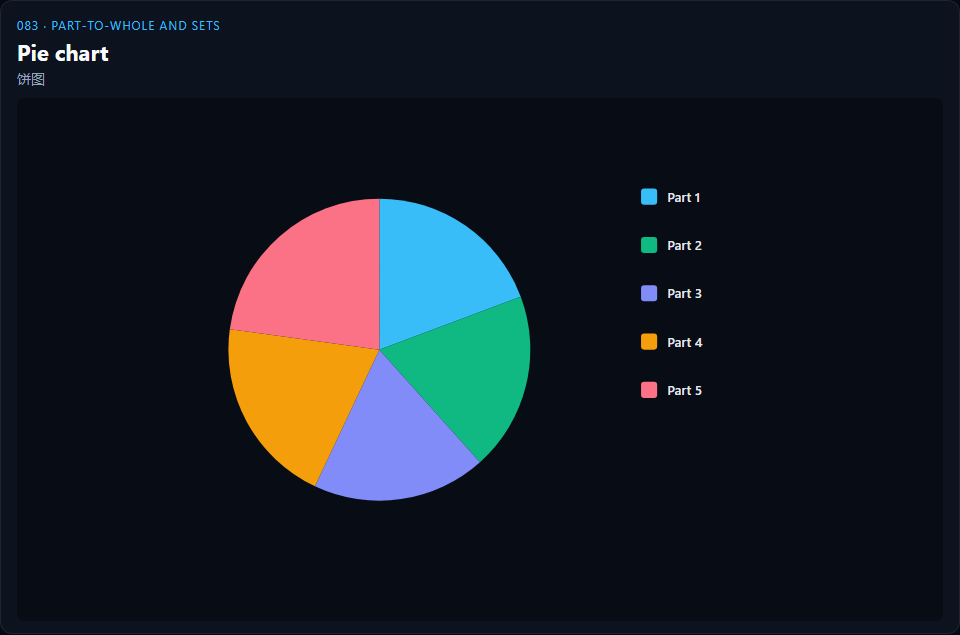 083 · PART-TO-WHOLE AND SETS
Pie chart
饼图
Part 1
Part 2
Part 3
Part 4
Part 5